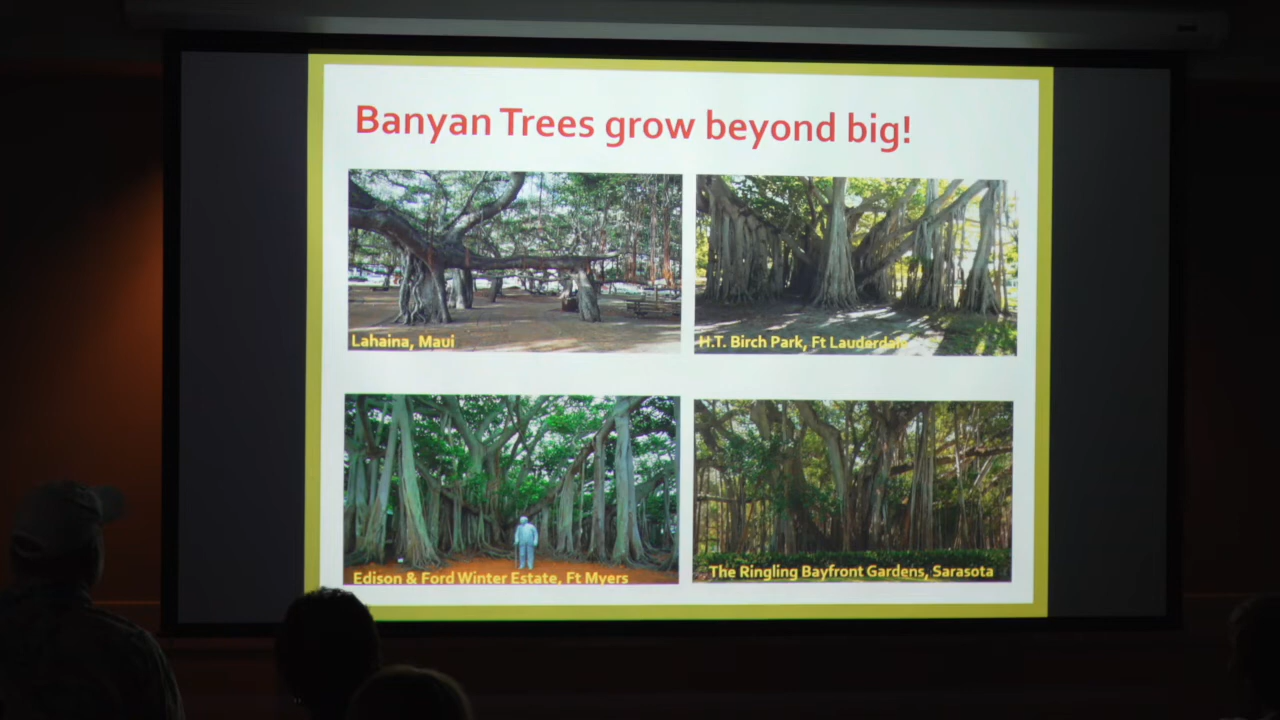 Banyan Trees grow beyond big!
Lahaina, Maui
H.T. Birch Park, Ft Lauderdale
Edison & Ford Winter Estate, Ft Myers
The Ringling Bayfront Gardens, Sarasota